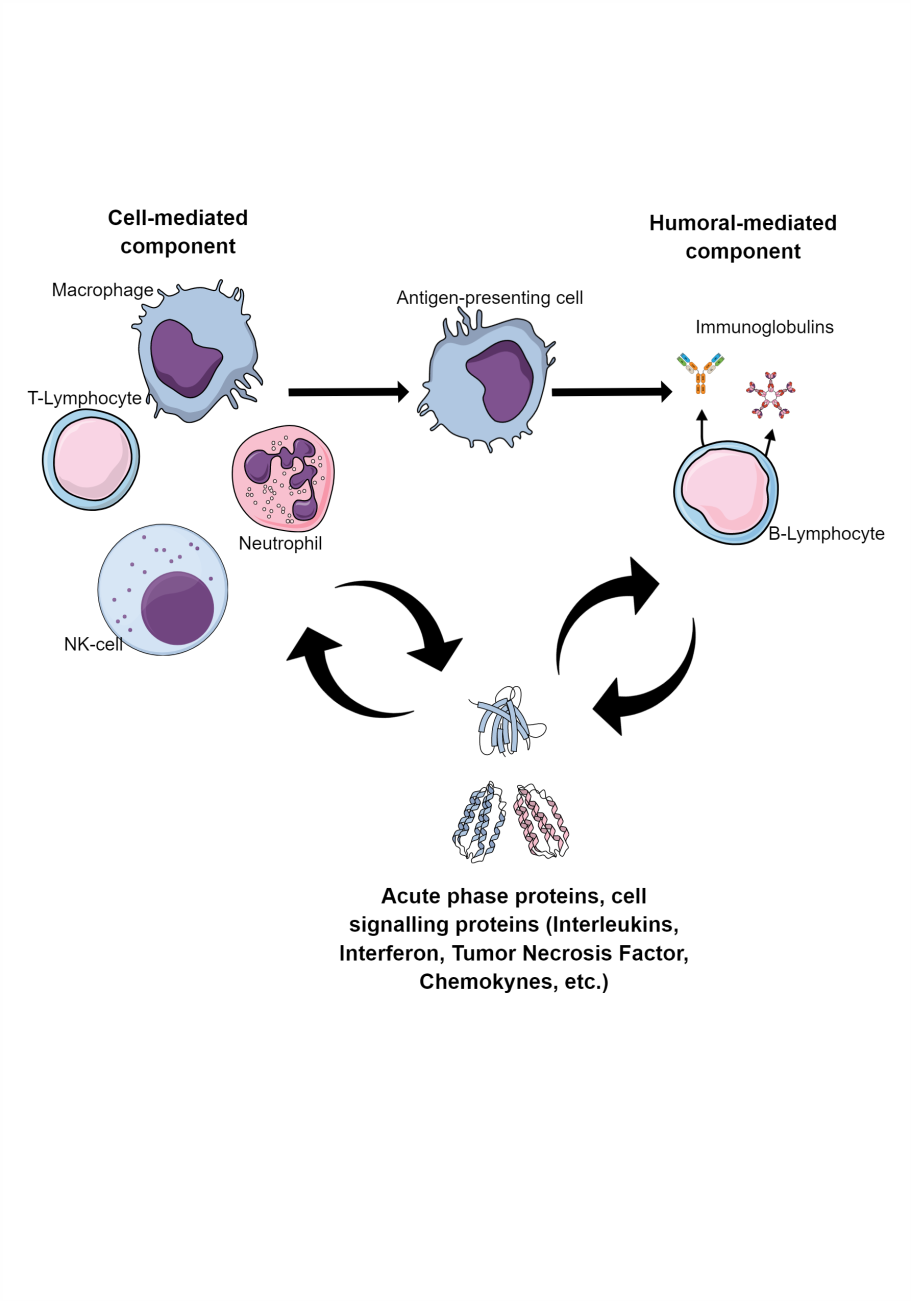 Cell-mediated
component
Humoral-mediated
component
Macrophage
Antigen-presenting cell
Immunoglobulins
T-Lymphocyte
Neutrophil
B-Lymphocyte
NK-cell
Acute phase proteins, cell
signalling proteins (Interleukins,
Interferon, Tumor Necrosis Factor,
Chemokynes, etc.)